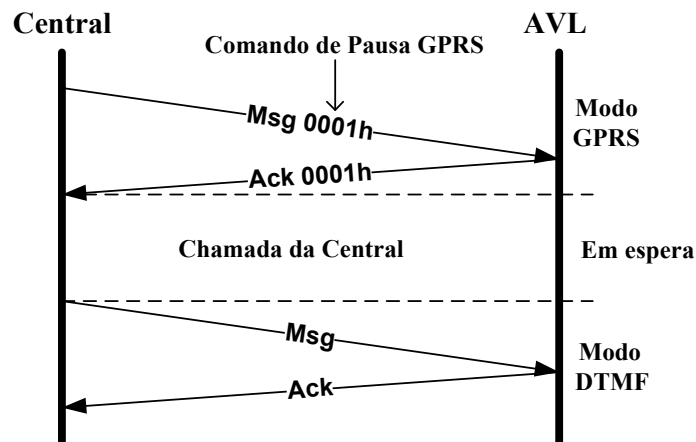 Central
AVL
Comando de Pausa GPRS
Msg 0001h
Modo
GPRS
Ack 0001h
Chamada da Central
Em espera
Msg
Modo
DTMF
Ack